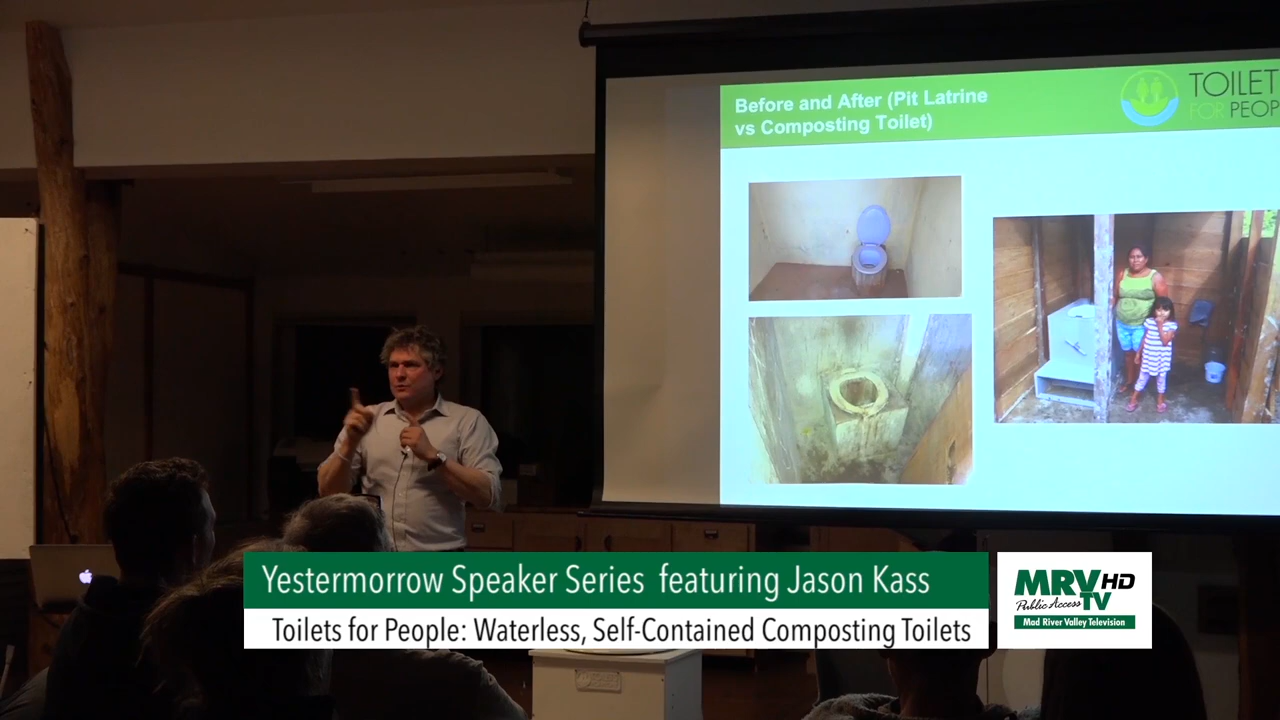 Before and After (Pit Latrine
vs Composting Toilet)
TOILET
FOR PEOP
Yestermorrow Speaker Series featuring Jason Kass
Toilets for People: Waterless, Self-Contained Composting Toilets
MRV HD
Public Access TV
Mad River Valley Television